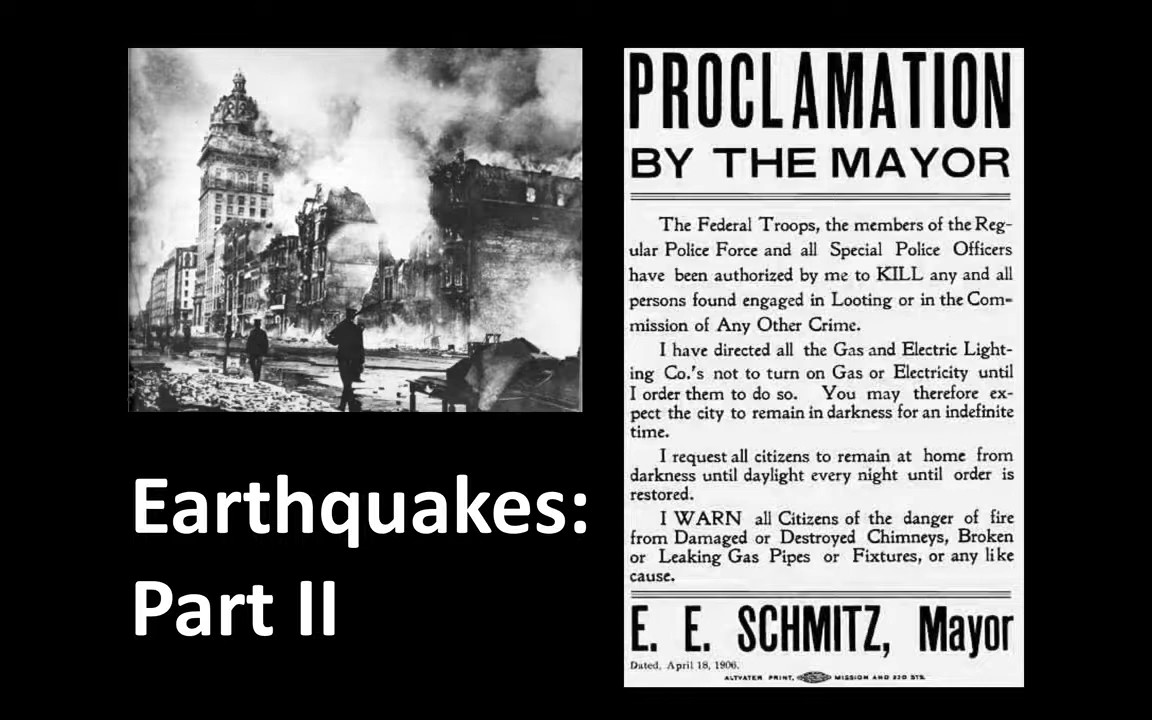 Earthquakes:
Part II
PROCLAMATION
BY THE MAYOR
The Federal Troops, the members of the Reg-
ular Police Force and all Special Police Officers
have been authorized by me to KILL any and all
persons found engaged in Looting or in the Com-
mission of Any Other Crime.
I have directed all the Gas and Electric Light-
ing Co.'s not to turn on Gas or Electricity until
I order them to do so. You may therefore ex-
pect the city to remain in darkness for an indefinite
time.
I request all citizens to remain at home from
darkness until daylight every night until order is
restored.
I WARN all Citizens of the danger of fire
from Damaged or Destroyed Chimneys, Broken
or Leaking Gas Pipes or Fixtures, or any like
cause.
E. E. SCHMITZ, Mayor
Dated, April 18, 1906.
ALTVATER PRINT, MISSION AND 22D STS.